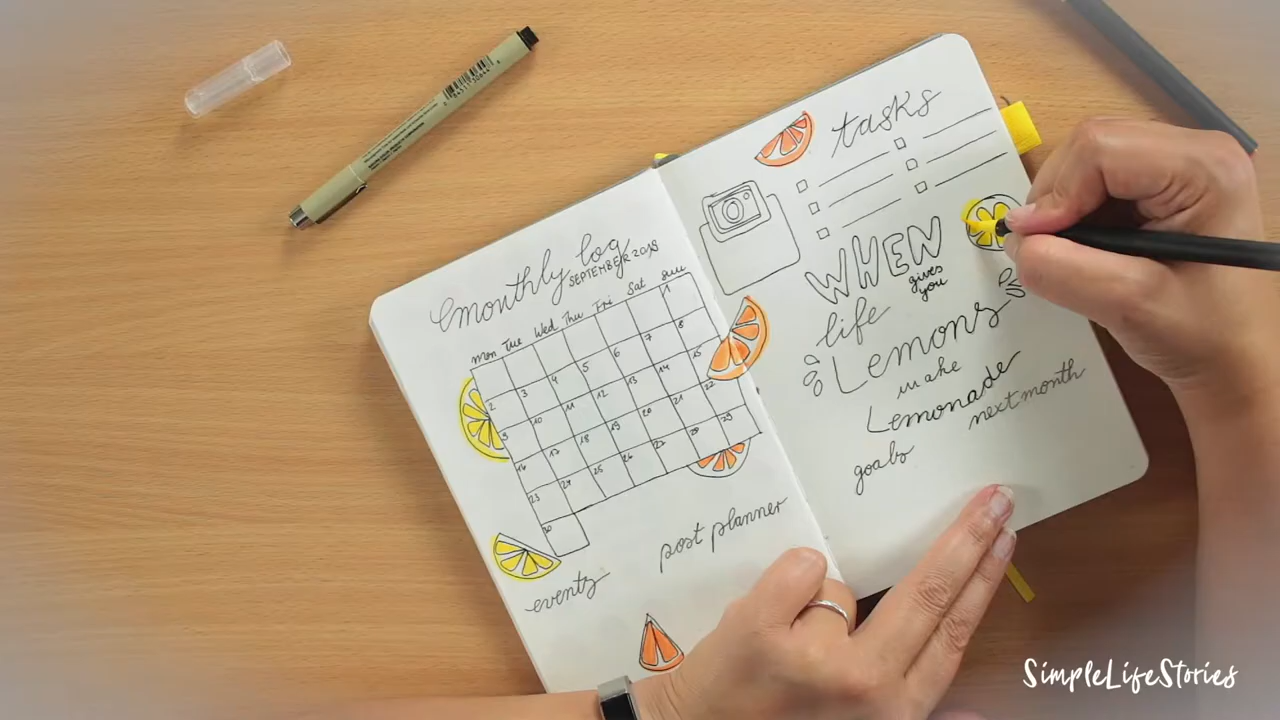 monthly log
SEPTEMBER 2018
Mon Tue Wed Thu Fri Sat Sun
1
2 3 4 5 6 7 8
9 10 11 12 13 14 15
16 17 18 19 20 21 22
23 24 25 26 27 28 29
30
events
post planner
tasks
WHEN
gives
you
life
Lemons
make
Lemonade
next month
goals
SimpleLifeStories